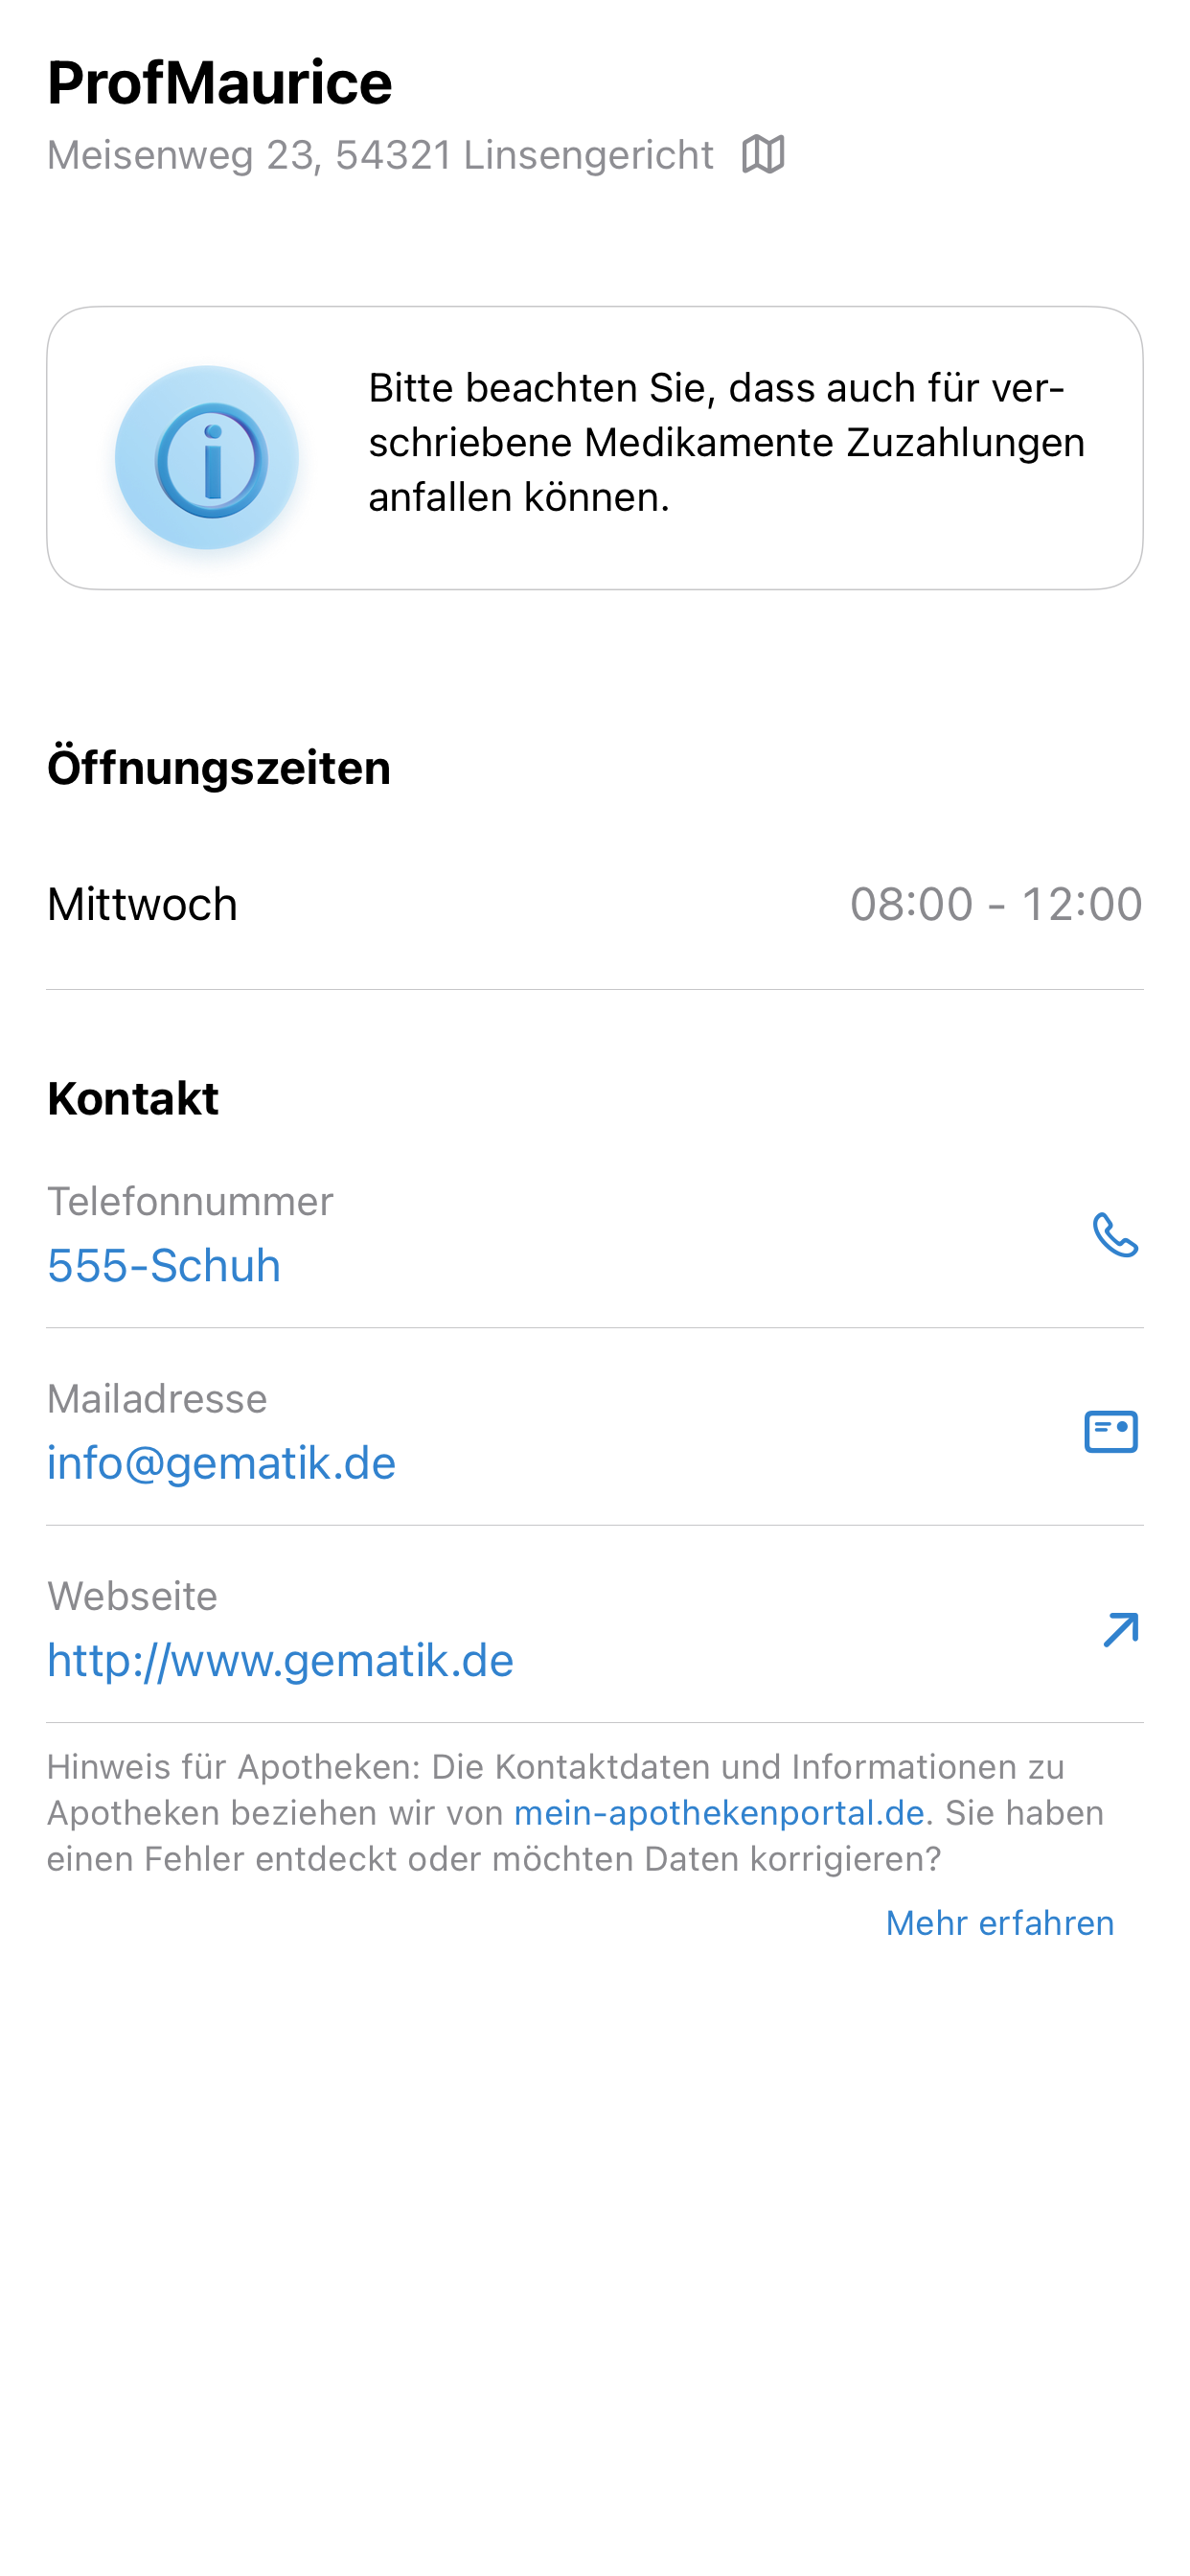 ProfMaurice
Meisenweg 23, 54321 Linsengericht
Bitte beachten Sie, dass auch für ver-
schriebene Medikamente Zuzahlungen
anfallen können.
Öffnungszeiten
Mittwoch 08:00 - 12:00
Kontakt
Telefonnummer
555-Schuh
Mailadresse
info@gematik.de
Webseite
http://www.gematik.de
Hinweis für Apotheken: Die Kontaktdaten und Informationen zu
Apotheken beziehen wir von mein-apothekenportal.de. Sie haben
einen Fehler entdeckt oder möchten Daten korrigieren?
Mehr erfahren